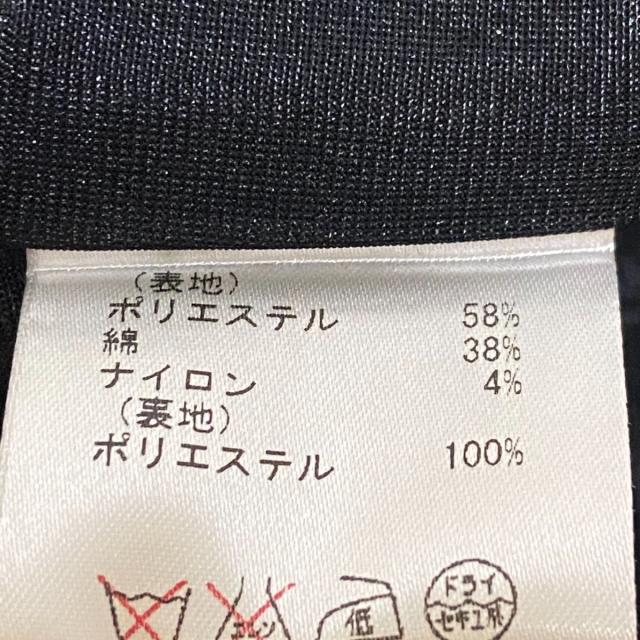 (表地)
ポリエステル 58%
綿 38%
ナイロン 4%
(裏地)
ポリエステル 100%
低
ドライ
セキユ系